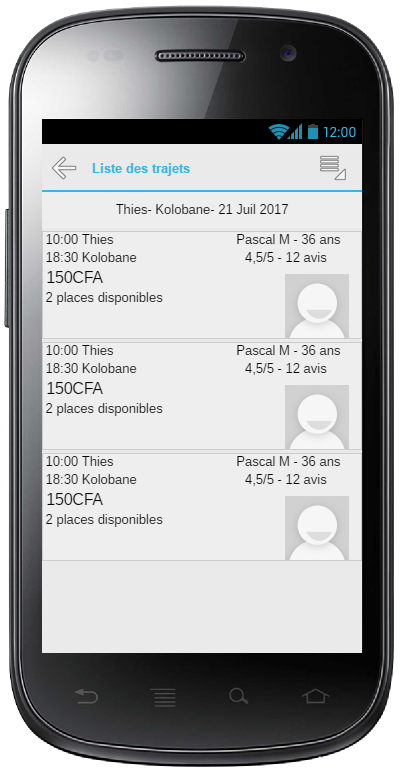 12:00
Liste des trajets
Thies- Kolobane- 21 Juil 2017
10:00 Thies Pascal M - 36 ans
18:30 Kolobane 4,5/5 - 12 avis
150CFA
2 places disponibles
10:00 Thies Pascal M - 36 ans
18:30 Kolobane 4,5/5 - 12 avis
150CFA
2 places disponibles
10:00 Thies Pascal M - 36 ans
18:30 Kolobane 4,5/5 - 12 avis
150CFA
2 places disponibles